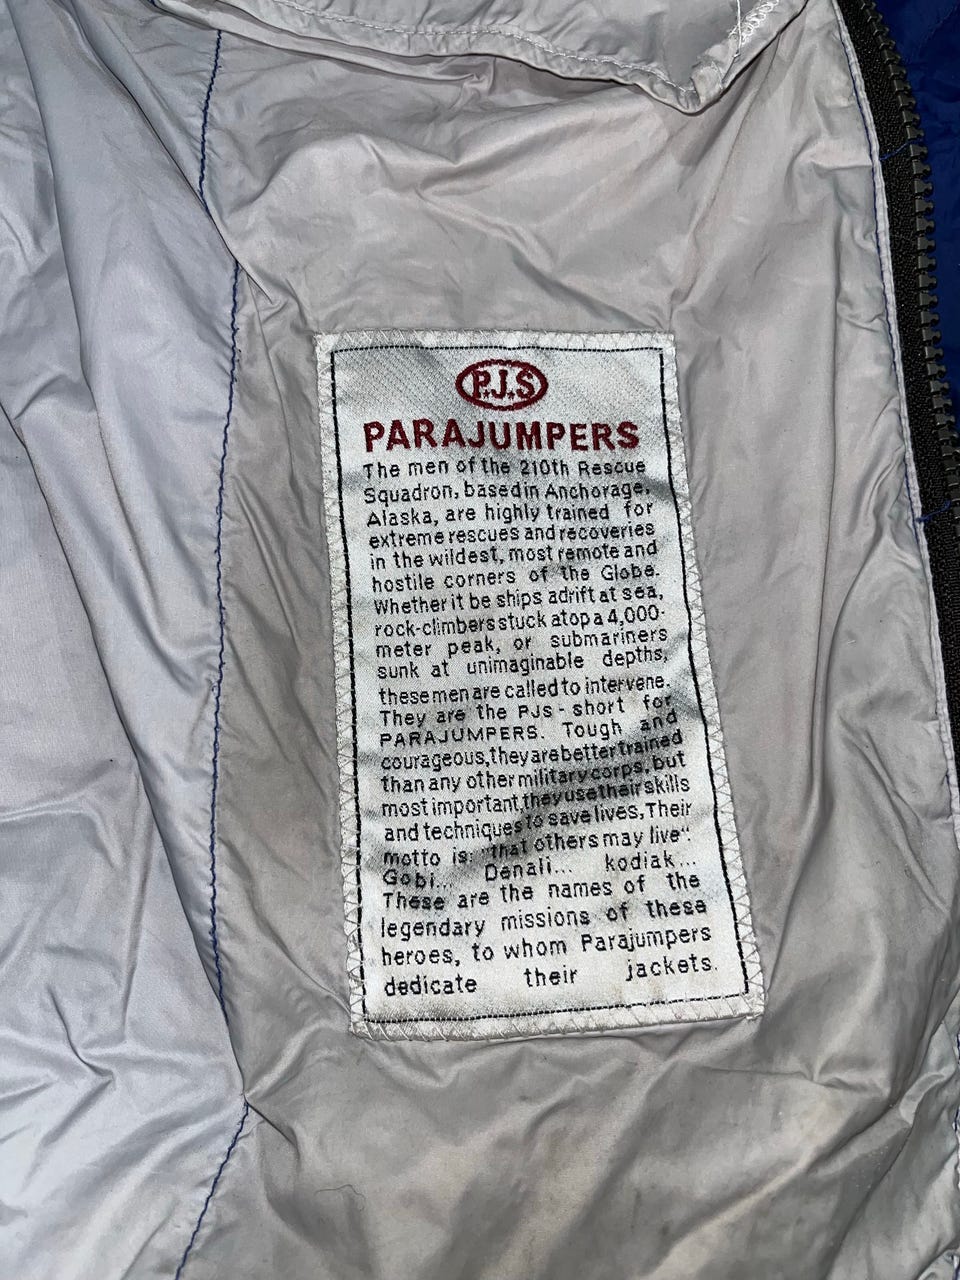 P.J.S
PARAJUMPERS
The men of the 210th Rescue
Squadron, based in Anchorage,
Alaska, are highly trained for
extreme rescues and recoveries
in the wildest, most remote and
hostile corners of the Globe.
Whether it be ships adrift at sea,
rock-climbers stuck atop a 4,000-
meter peak, or submariners
sunk at unimaginable depths,
these men are called to intervene.
They are the PJs - short for
PARAJUMPERS. Tough and
courageous, they are better trained
than any other military corps, but
most important, they use their skills
and techniques to save lives, Their
motto is: "that others may live".
Gobi... Denali... kodiak...
These are the names of the
legendary missions of these
heroes, to whom Parajumpers
dedicate their jackets.